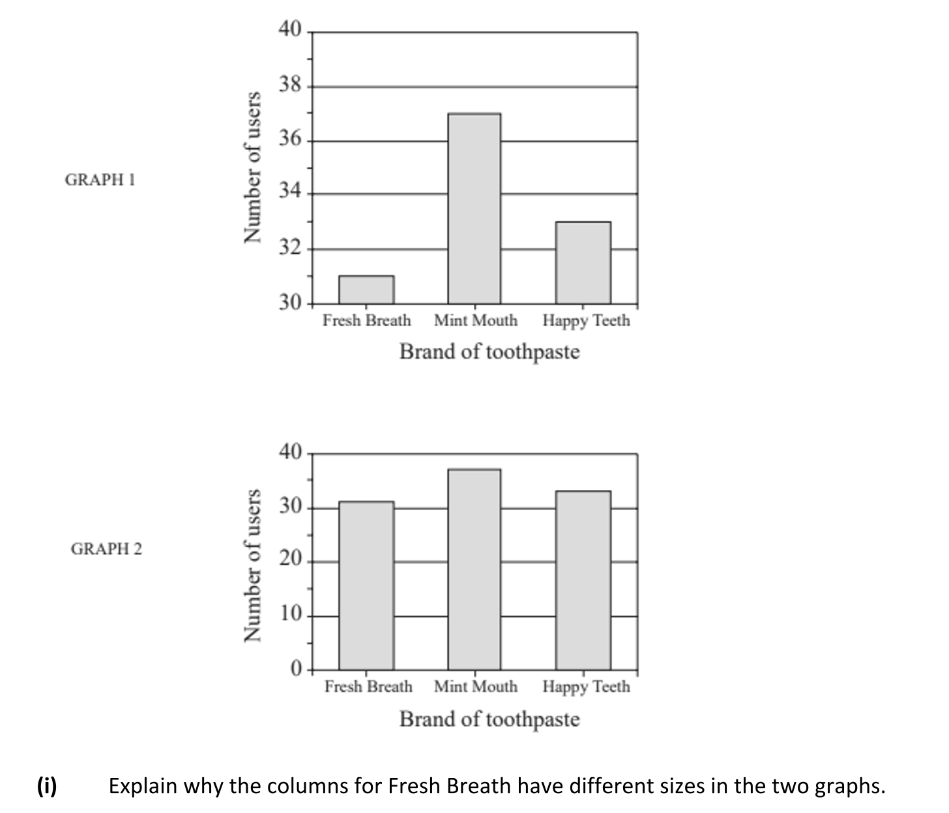 40
38
36
34
32
30
Number of users
GRAPH 1
Fresh Breath Mint Mouth Happy Teeth
Brand of toothpaste
40
30
20
10
0
Number of users
GRAPH 2
Fresh Breath Mint Mouth Happy Teeth
Brand of toothpaste
(i) Explain why the columns for Fresh Breath have different sizes in the two graphs.